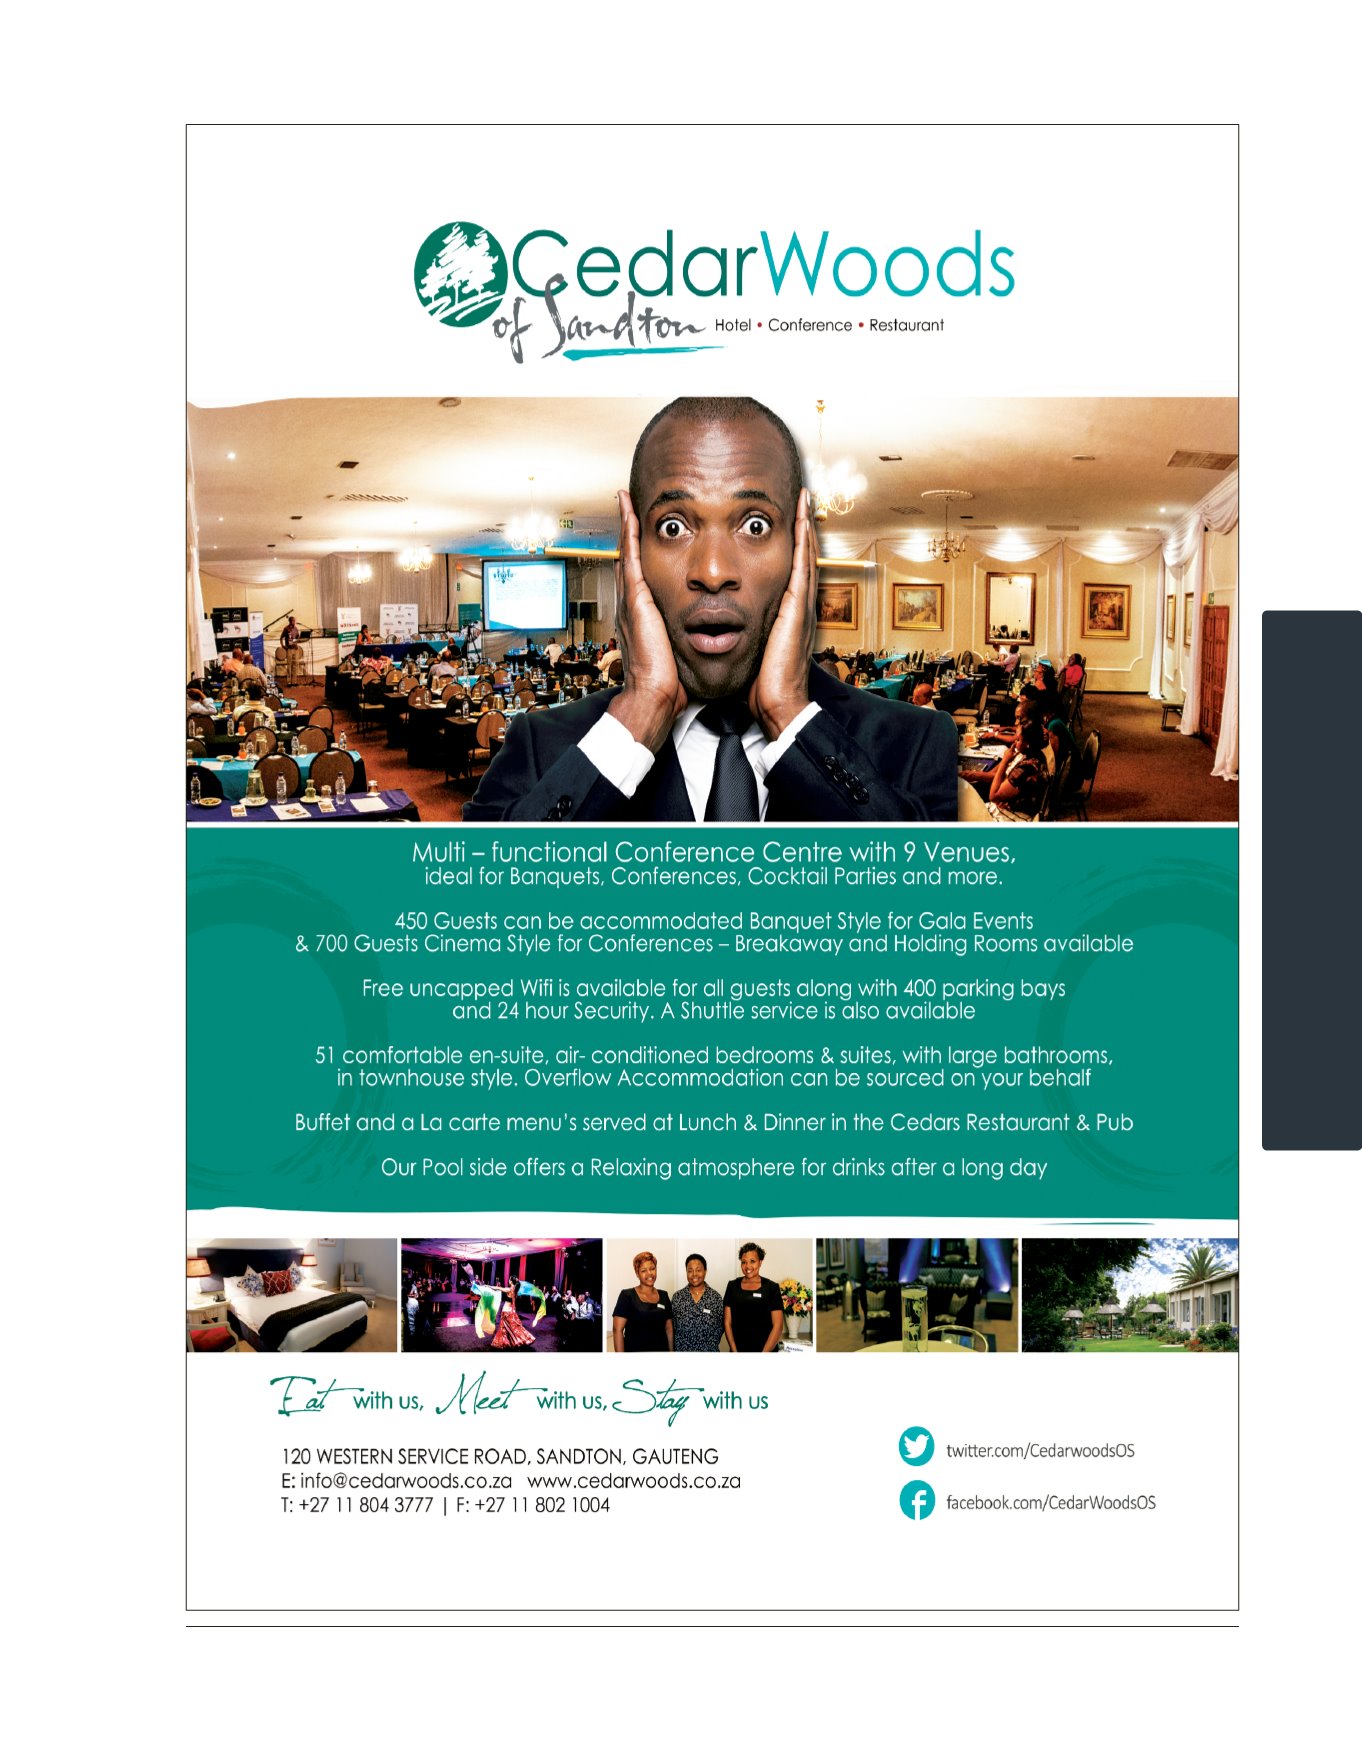 CedarWoods
of Sandton Hotel • Conference • Restaurant
Multi – functional Conference Centre with 9 Venues,
ideal for Banquets, Conferences, Cocktail Parties and more.
450 Guests can be accommodated Banquet Style for Gala Events
& 700 Guests Cinema Style for Conferences – Breakaway and Holding Rooms available
Free uncapped Wifi is available for all guests along with 400 parking bays
and 24 hour Security. A Shuttle service is also available
51 comfortable en-suite, air- conditioned bedrooms & suites, with large bathrooms,
in townhouse style. Overflow Accommodation can be sourced on your behalf
Buffet and a La carte menu's served at Lunch & Dinner in the Cedars Restaurant & Pub
Our Pool side offers a Relaxing atmosphere for drinks after a long day
Eat with us, Meet with us, Stay with us
120 WESTERN SERVICE ROAD, SANDTON, GAUTENG
E: info@cedarwoods.co.za www.cedarwoods.co.za
T: +27 11 804 3777 | F: +27 11 802 1004
twitter.com/CedarwoodsOS
facebook.com/CedarWoodsOS